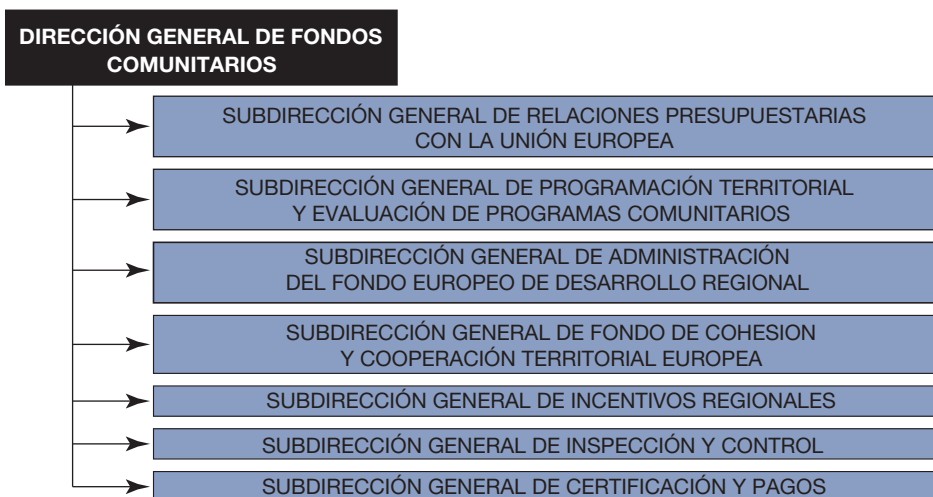 DIRECCIÓN GENERAL DE FONDOS
COMUNITARIOS
SUBDIRECCIÓN GENERAL DE RELACIONES PRESUPUESTARIAS
CON LA UNIÓN EUROPEA
SUBDIRECCIÓN GENERAL DE PROGRAMACIÓN TERRITORIAL
Y EVALUACIÓN DE PROGRAMAS COMUNITARIOS
SUBDIRECCIÓN GENERAL DE ADMINISTRACIÓN
DEL FONDO EUROPEO DE DESARROLLO REGIONAL
SUBDIRECCIÓN GENERAL DE FONDO DE COHESION
Y COOPERACIÓN TERRITORIAL EUROPEA
SUBDIRECCIÓN GENERAL DE INCENTIVOS REGIONALES
SUBDIRECCIÓN GENERAL DE INSPECCIÓN Y CONTROL
SUBDIRECCIÓN GENERAL DE CERTIFICACIÓN Y PAGOS